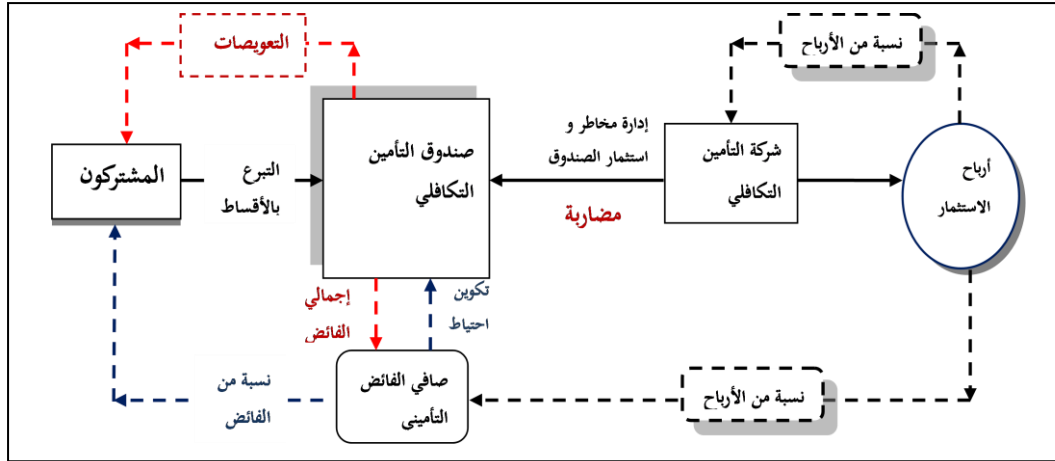 التعويصات
نسبة من الأرباح
المشتركون
التبرع
بالأقساط
صندوق التأمين
التكافلي
إدارة مخاطر و
استثمار الصندوق
مضاربة
شركة التأمين
التكافلي
أرباح
الاستثمار
إجمالي
الفائض
تكوين
احتياط
نسبة من
الفائض
صافي الفائض
التأميني
نسبة من الأرباح